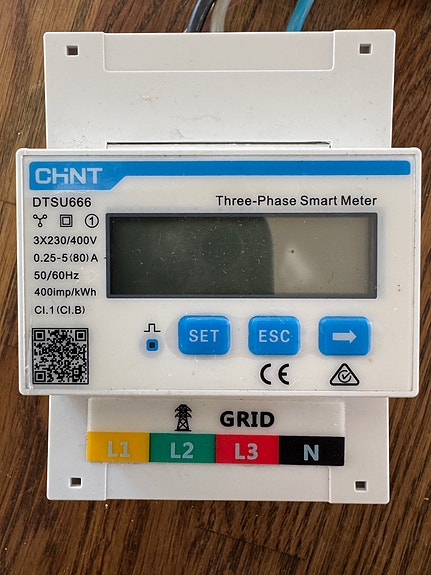 CHNT
DTSU666
Three-Phase Smart Meter
1
3X230/400V
0.25-5(80)A
50/60Hz
400imp/kWh
Cl.1(Cl.B)
SET
ESC
CE
GRID
L1 L2 L3 N